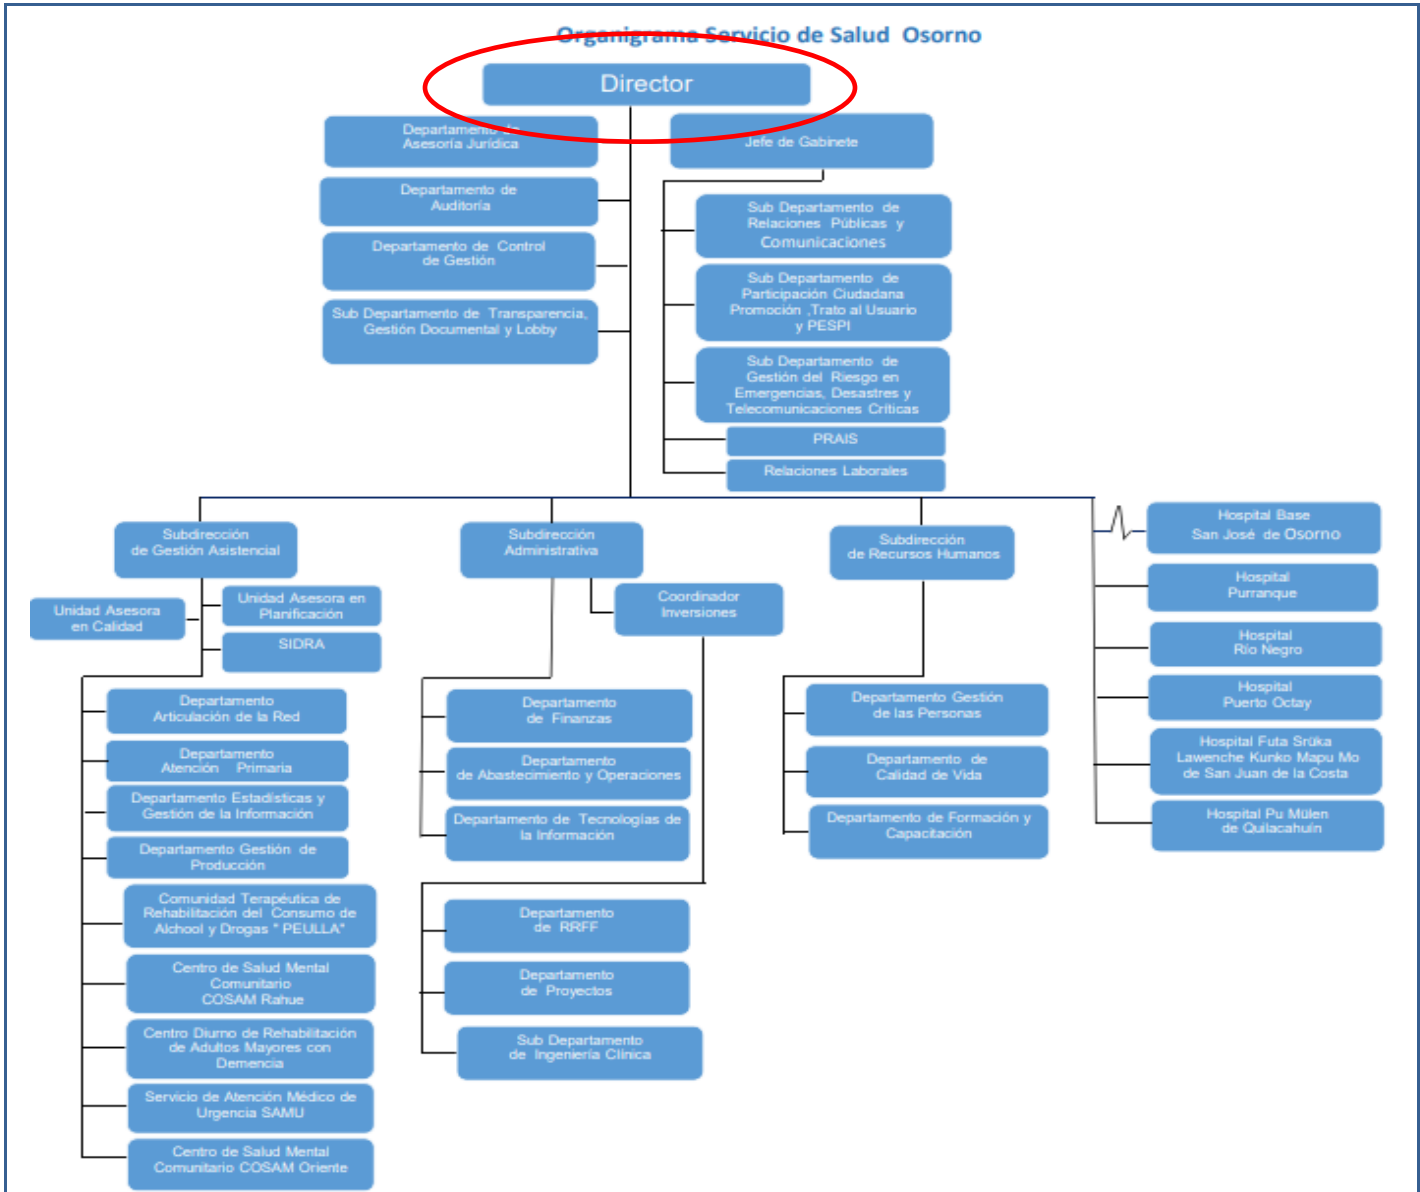 Organigrama Servicio de Salud Osorno
Director
Departamento de
Asesoría Jurídica
Jefe de Gabinete
Departamento de
Auditoría
Departamento de Control
de Gestión
Sub Departamento de Transparencia,
Gestión Documental y Lobby
Sub Departamento de
Relaciones Públicas y
Comunicaciones
Sub Departamento de
Participación Ciudadana
Promoción ,Trato al Usuario
y PESPI
Sub Departamento de
Gestión del Riesgo en
Emergencias, Desastres y
Telecomunicaciones Críticas
PRAIS
Relaciones Laborales
Subdirección
de Gestión Asistencial
Unidad Asesora
en Calidad
Unidad Asesora en
Planificación
SIDRA
Departamento
Articulación de la Red
Departamento
Atención Primaria
Departamento Estadísticas y
Gestión de la Información
Departamento Gestión de
Producción
Comunidad Terapéutica de
Rehabilitación del Consumo de
Alchool y Drogas " PEULLA"
Centro de Salud Mental
Comunitario
COSAM Rahue
Centro Diurno de Rehabilitación
de Adultos Mayores con
Demencia
Servicio de Atención Médico de
Urgencia SAMU
Centro de Salud Mental
Comunitario COSAM Oriente
Subdirección
Administrativa
Coordinador
Inversiones
Departamento
de Finanzas
Departamento
de Abastecimiento y Operaciones
Departamento de Tecnologías de
la Información
Departamento
de RRFF
Departamento
de Proyectos
Sub Departamento
de Ingeniería Clínica
Subdirección
de Recursos Humanos
Departamento Gestión
de las Personas
Departamento de
Calidad de Vida
Departamento de Formación y
Capacitación
Hospital Base
San José de Osorno
Hospital
Purranque
Hospital
Río Negro
Hospital
Puerto Octay
Hospital Futa Srüka
Lawenche Kunko Mapu Mo
de San Juan de la Costa
Hospital Pu Mülen
de Quilacahuín